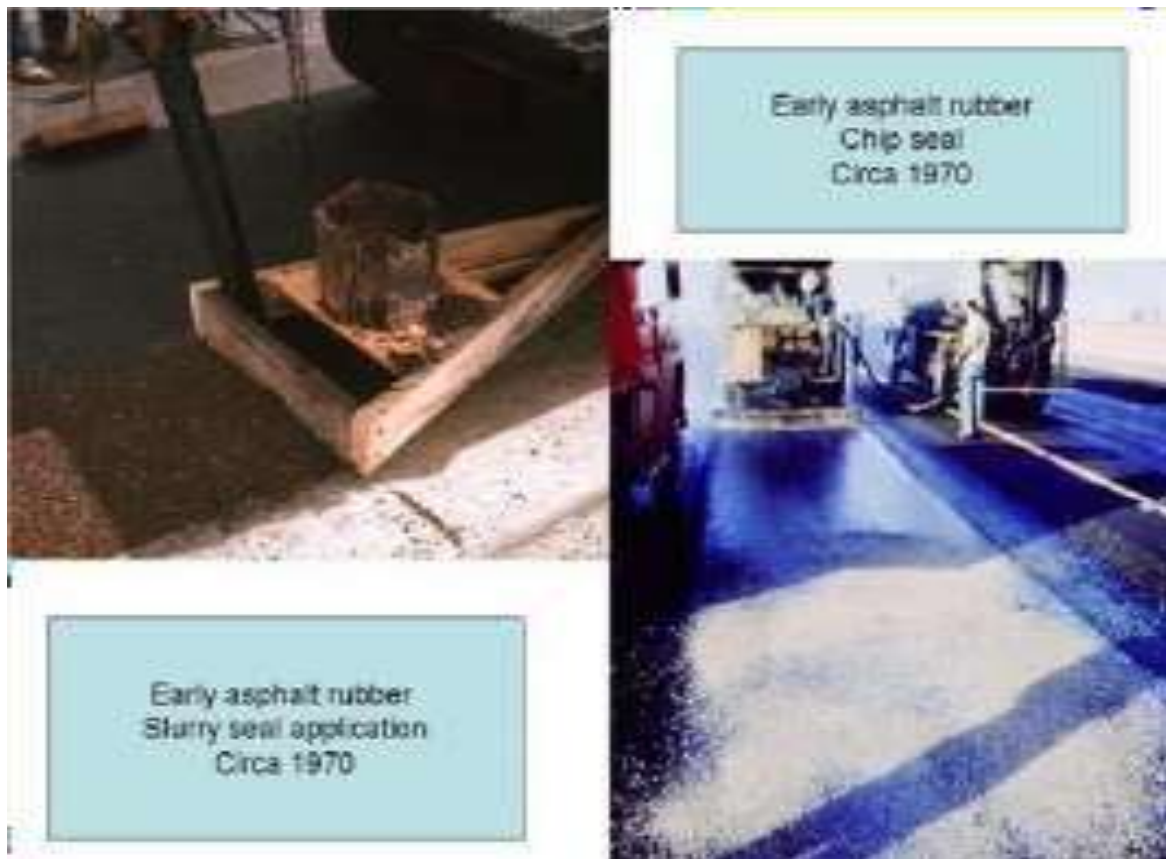 Early asphalt rubber
Chip seal
Circa 1970
Early asphalt rubber
Slurry seal application
Circa 1970